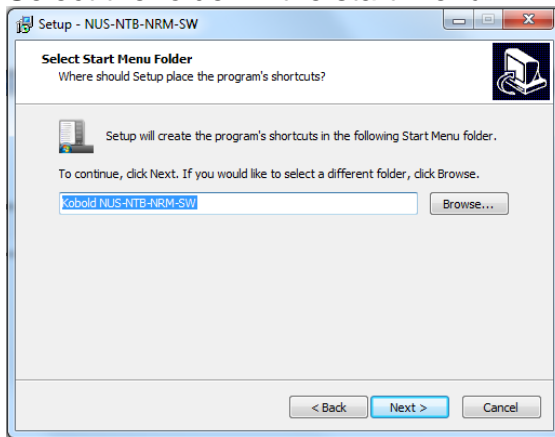 Setup - NUS-NTB-NRM-SW
Select Start Menu Folder
Where should Setup place the program's shortcuts?
Setup will create the program's shortcuts in the following Start Menu folder.
To continue, click Next. If you would like to select a different folder, click Browse.
Kobold NUS-NTB-NRM-SW
Browse...
< Back Next > Cancel